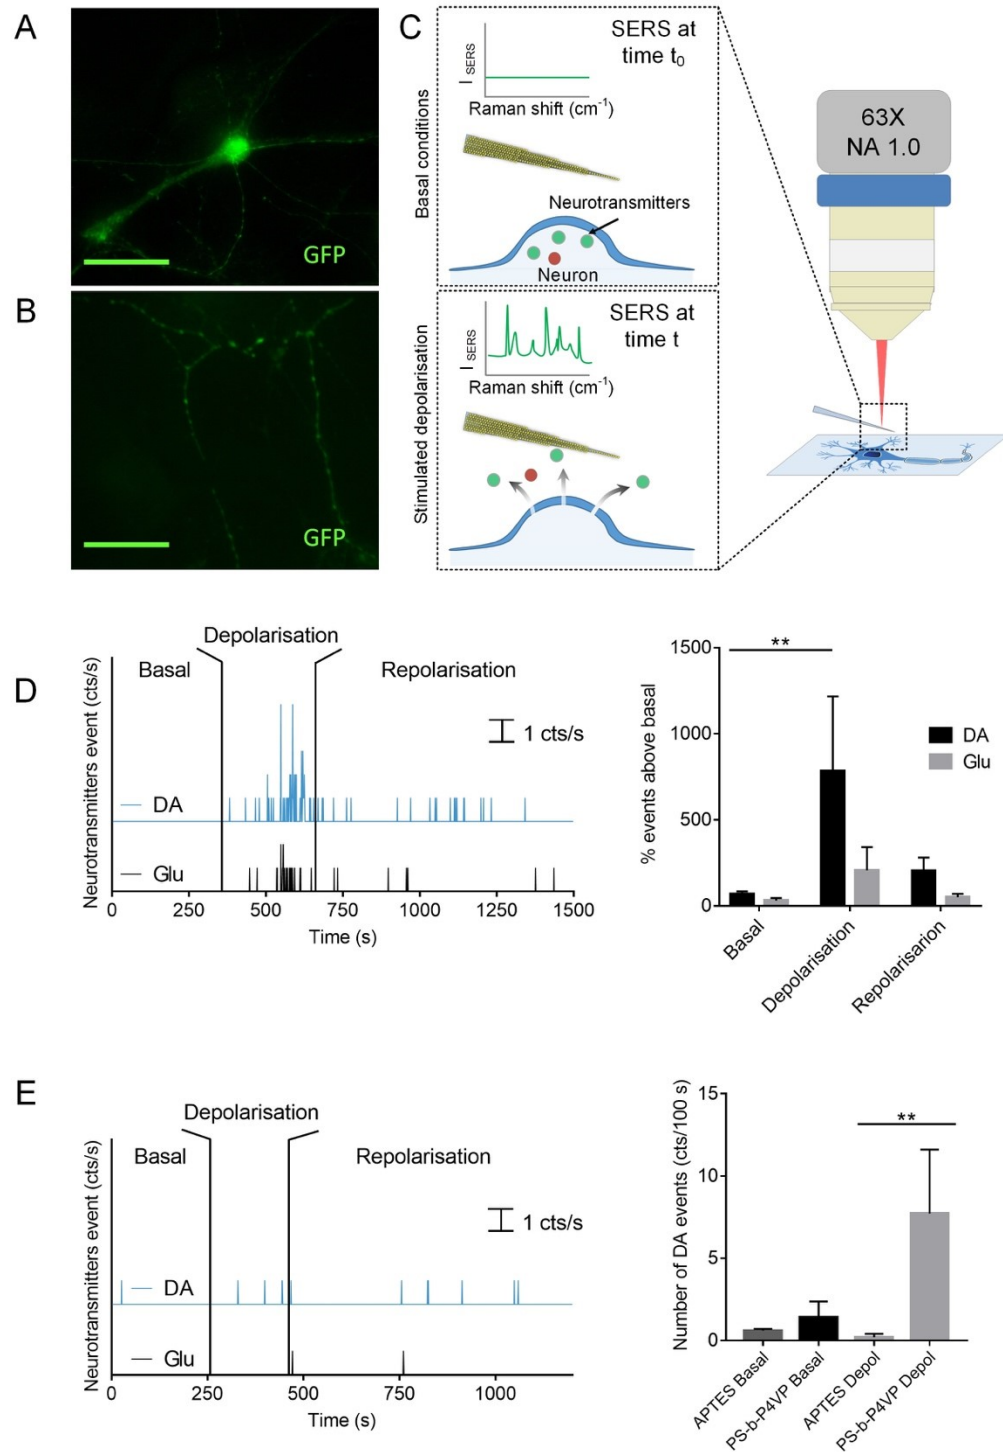 A
GFP
B
GFP
C
Basal conditions
I SERS
SERS at
time t0
Raman shift (cm-1)
Neurotransmitters
Neuron
Stimulated depolarisation
I SERS
SERS at
time t
Raman shift (cm-1)
63X
NA 1.0
D
Neurotransmitters event (cts/s)
Depolarisation
Basal
Repolarisation
1 cts/s
DA
Glu
0 250 500 750 1000 1250 1500
Time (s)
% events above basal
1500
1000
500
0
**
DA
Glu
Basal
Depolarisation
Repolarisarion
E
Neurotransmitters event (cts/s)
Depolarisation
Basal
Repolarisation
1 cts/s
DA
Glu
0 250 500 750 1000
Time (s)
Number of DA events (cts/100 s)
15
10
5
0
**
APTES Basal
PS-b-P4VP Basal
APTES Depol
PS-b-P4VP Depol